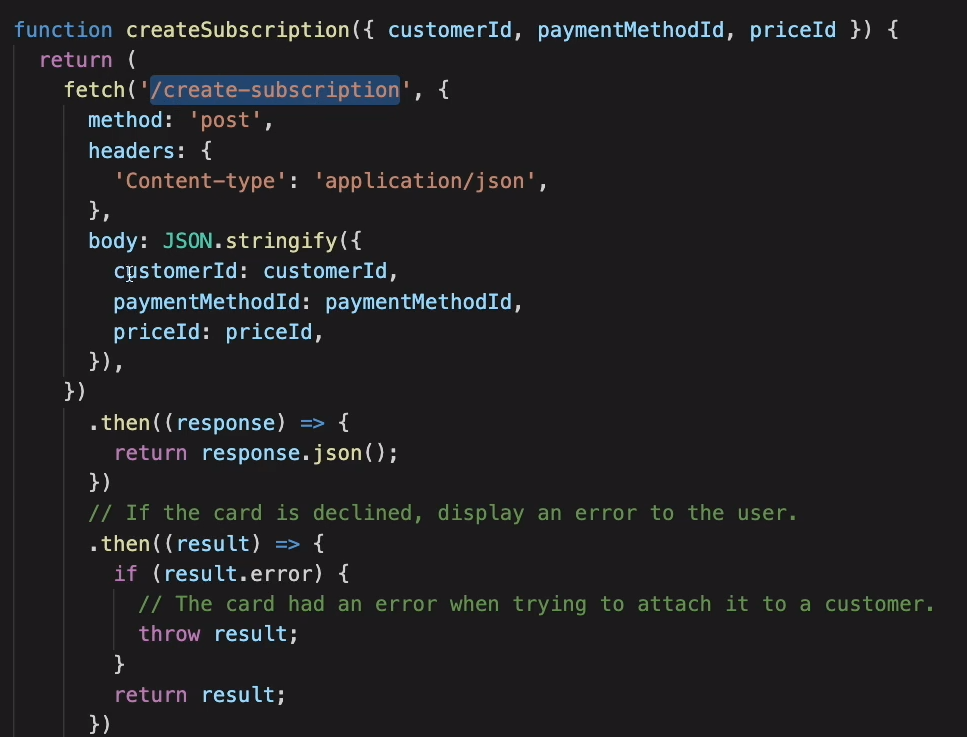 function createSubscription({ customerId, paymentMethodId, priceId }) {
  return (
    fetch('/create-subscription', {
      method: 'post',
      headers: {
        'Content-type': 'application/json',
      },
      body: JSON.stringify({
        customerId: customerId,
        paymentMethodId: paymentMethodId,
        priceId: priceId,
      }),
    })
      .then((response) => {
        return response.json();
      })
      // If the card is declined, display an error to the user.
      .then((result) => {
        if (result.error) {
          // The card had an error when trying to attach it to a customer.
          throw result;
        }
        return result;
      })